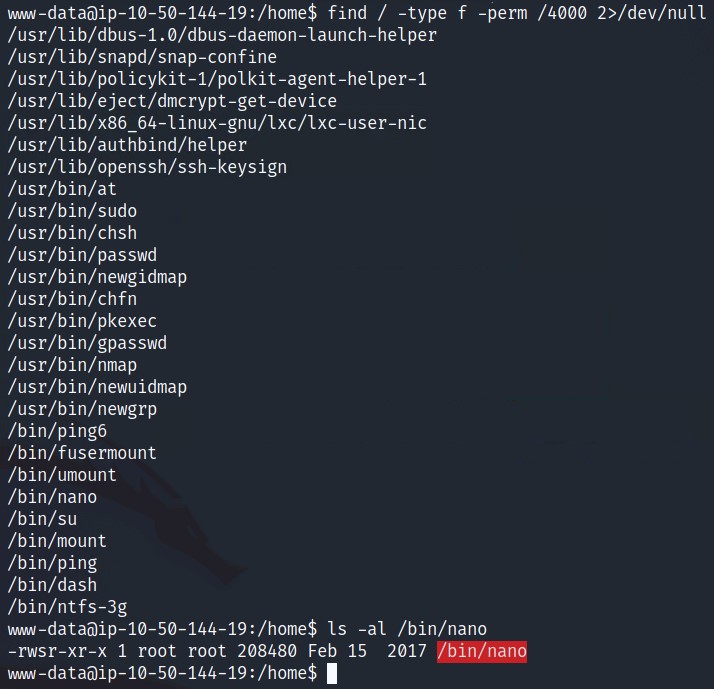 www-data@ip-10-50-144-19:/home$ find / -type f -perm /4000 2>/dev/null
/usr/lib/dbus-1.0/dbus-daemon-launch-helper
/usr/lib/snapd/snap-confine
/usr/lib/policykit-1/polkit-agent-helper-1
/usr/lib/eject/dmcrypt-get-device
/usr/lib/x86_64-linux-gnu/lxc/lxc-user-nic
/usr/lib/authbind/helper
/usr/lib/openssh/ssh-keysign
/usr/bin/at
/usr/bin/sudo
/usr/bin/chsh
/usr/bin/passwd
/usr/bin/newgidmap
/usr/bin/chfn
/usr/bin/pkexec
/usr/bin/gpasswd
/usr/bin/nmap
/usr/bin/newuidmap
/usr/bin/newgrp
/bin/ping6
/bin/fusermount
/bin/umount
/bin/nano
/bin/su
/bin/mount
/bin/ping
/bin/dash
/bin/ntfs-3g
www-data@ip-10-50-144-19:/home$ ls -al /bin/nano
-rwsr-xr-x 1 root root 208480 Feb 15  2017 /bin/nano
www-data@ip-10-50-144-19:/home$